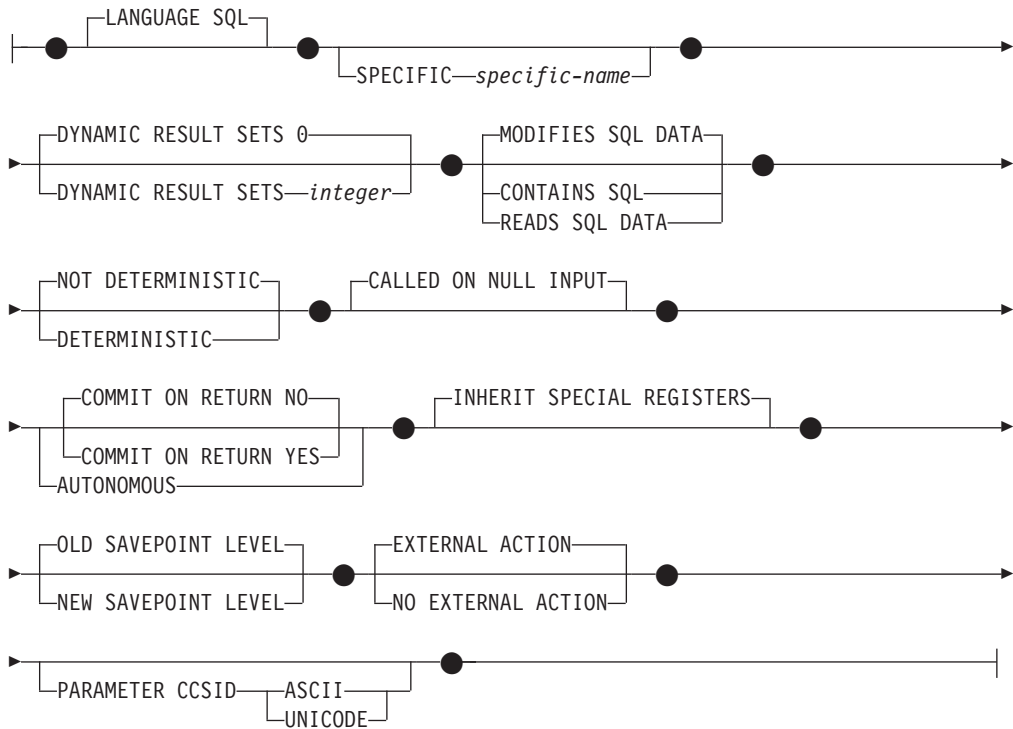 LANGUAGE SQL
SPECIFIC specific-name
DYNAMIC RESULT SETS 0
DYNAMIC RESULT SETS integer
MODIFIES SQL DATA
CONTAINS SQL
READS SQL DATA
NOT DETERMINISTIC
DETERMINISTIC
CALLED ON NULL INPUT
COMMIT ON RETURN NO
COMMIT ON RETURN YES
AUTONOMOUS
INHERIT SPECIAL REGISTERS
OLD SAVEPOINT LEVEL
NEW SAVEPOINT LEVEL
EXTERNAL ACTION
NO EXTERNAL ACTION
PARAMETER CCSID
ASCII
UNICODE